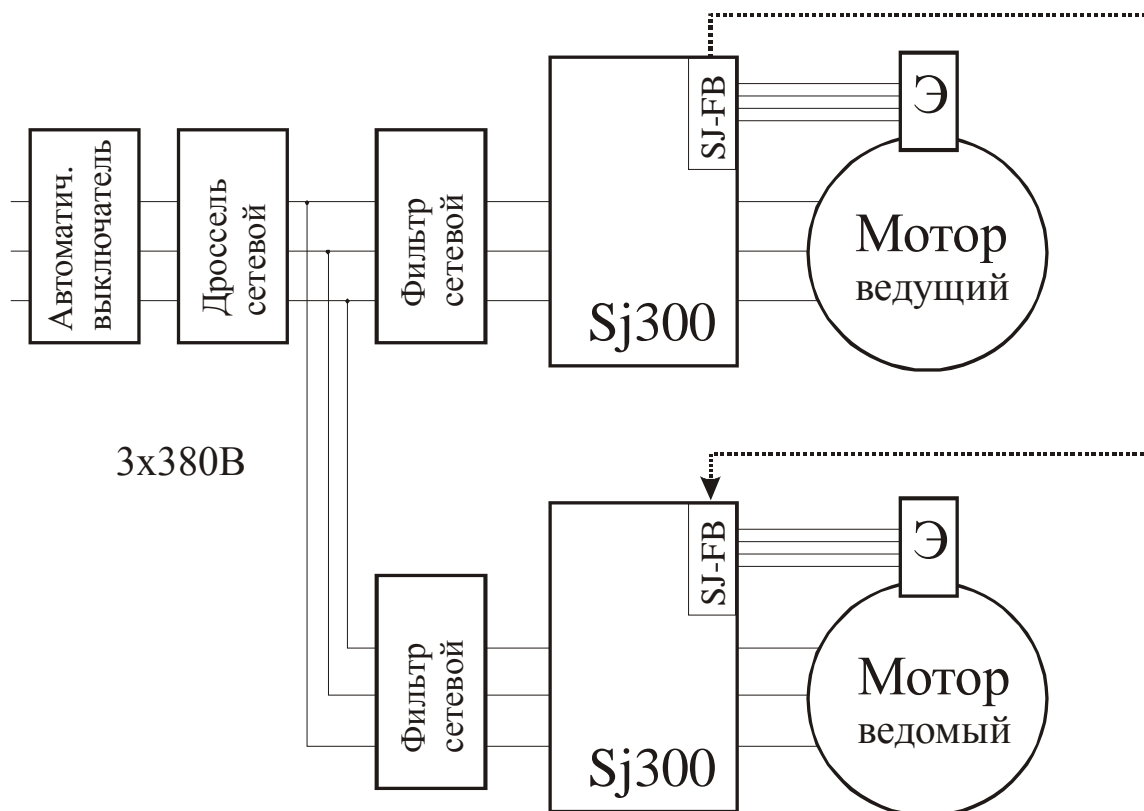 Автоматич.
выключатель
Дроссель
сетевой
Фильтр
сетевой
Sj300
SJ-FB
Э
Мотор
ведущий
3x380В
Фильтр
сетевой
Sj300
SJ-FB
Э
Мотор
ведомый